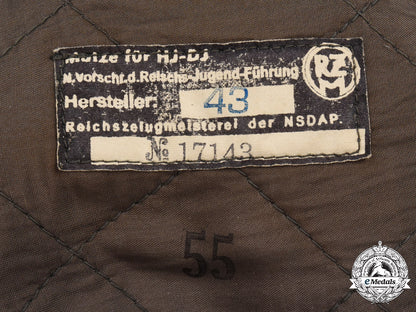 Mütze für HJ-DJ
N.Vorschr.d.Reichs-Jugend-Führung
RZM
Hersteller: 43
Reichszeugmeisterei der NSDAP.
№ 17143
55
eMedals